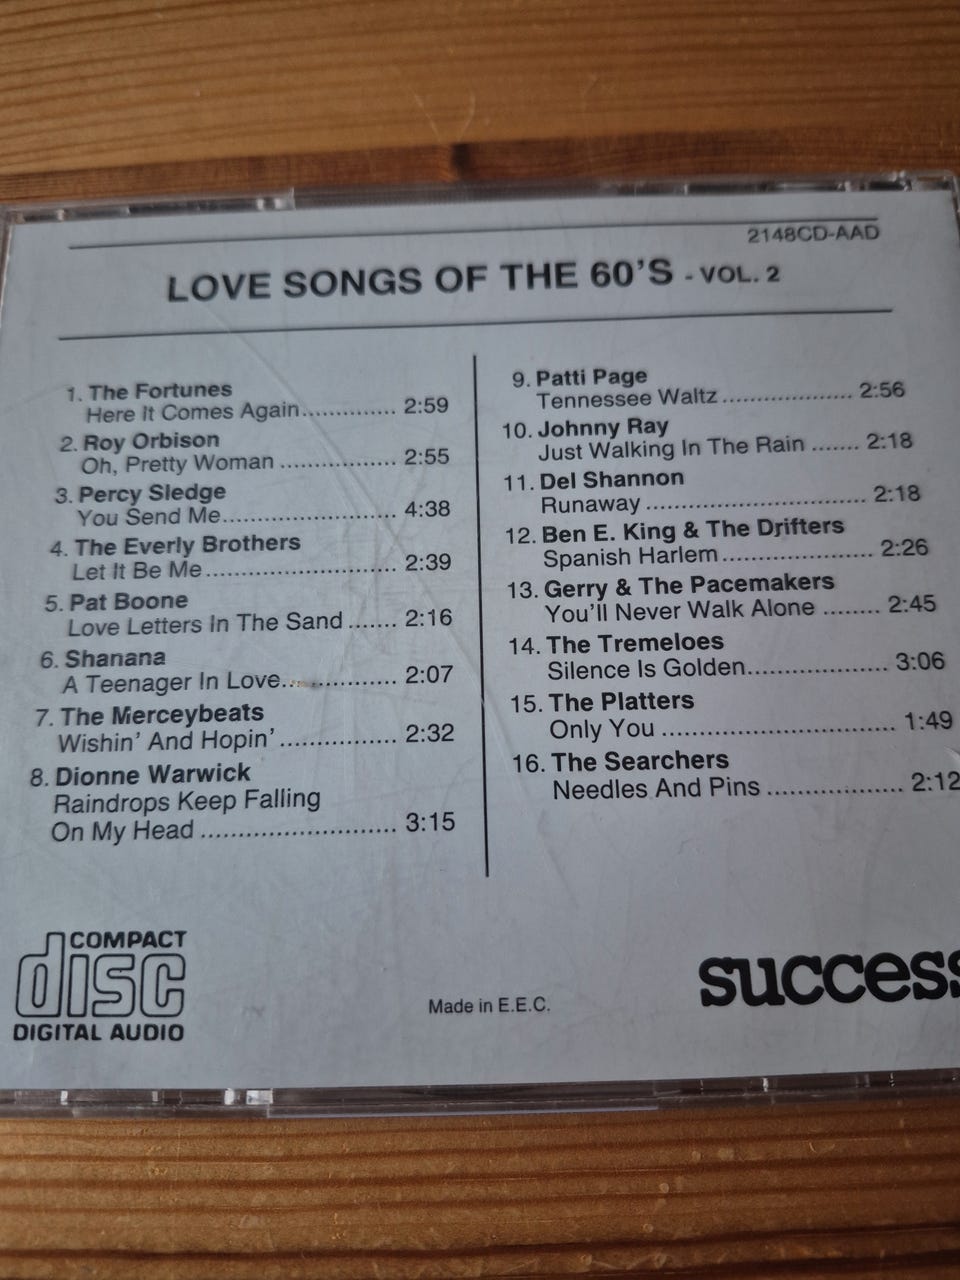 2148CD-AAD
LOVE SONGS OF THE 60'S - VOL. 2
1. The Fortunes
Here It Comes Again.............. 2:59
2. Roy Orbison
Oh, Pretty Woman .................. 2:55
3. Percy Sledge
You Send Me.......................... 4:38
4. The Everly Brothers
Let It Be Me ............................ 2:39
5. Pat Boone
Love Letters In The Sand ....... 2:16
6. Shanana
A Teenager In Love................. 2:07
7. The Merceybeats
Wishin' And Hopin' ................. 2:32
8. Dionne Warwick
Raindrops Keep Falling
On My Head ............................ 3:15
9. Patti Page
Tennessee Waltz ................... 2:56
10. Johnny Ray
Just Walking In The Rain ....... 2:18
11. Del Shannon
Runaway ................................ 2:18
12. Ben E. King & The Drifters
Spanish Harlem...................... 2:26
13. Gerry & The Pacemakers
You'll Never Walk Alone ........ 2:45
14. The Tremeloes
Silence Is Golden.................... 3:06
15. The Platters
Only You ................................. 1:49
16. The Searchers
Needles And Pins ................... 2:12
COMPACT
disc
DIGITAL AUDIO
Made in E.E.C.
success